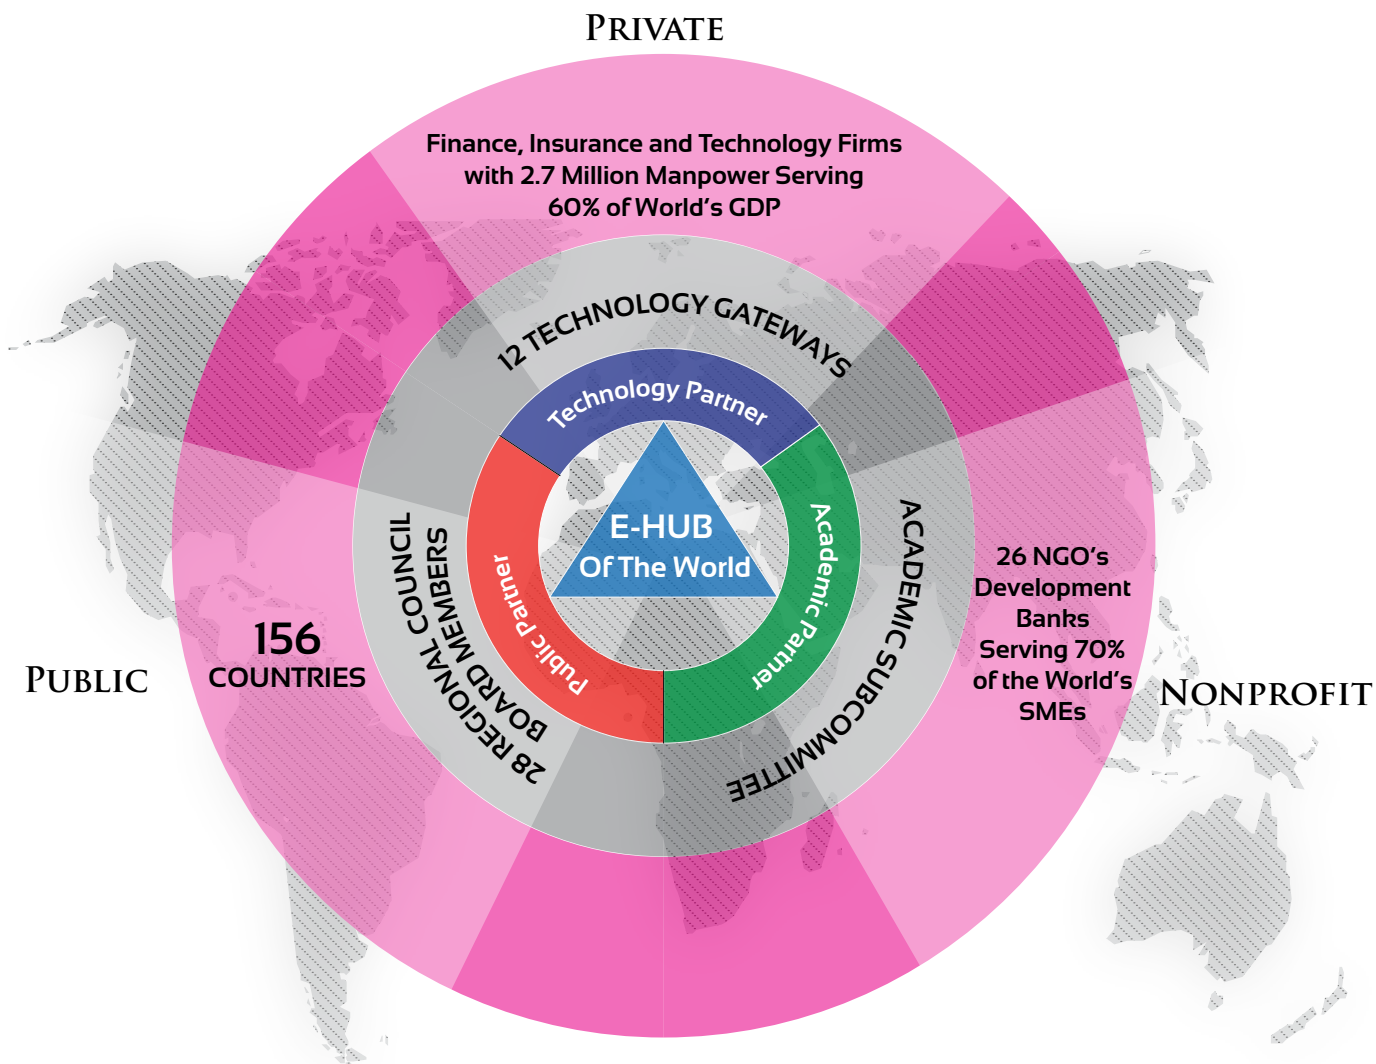 PRIVATE
Finance, Insurance and Technology Firms
with 2.7 Million Manpower Serving
60% of World's GDP
12 TECHNOLOGY GATEWAYS
Technology Partner
E-HUB
Of The World
Academic Partner
Public Partner
ACADEMIC SUBCOMMITTEE
28 REGIONAL COUNCIL
BOARD MEMBERS
156
COUNTRIES
PUBLIC
26 NGO's
Development
Banks
Serving 70%
of the World's
SMEs
NONPROFIT